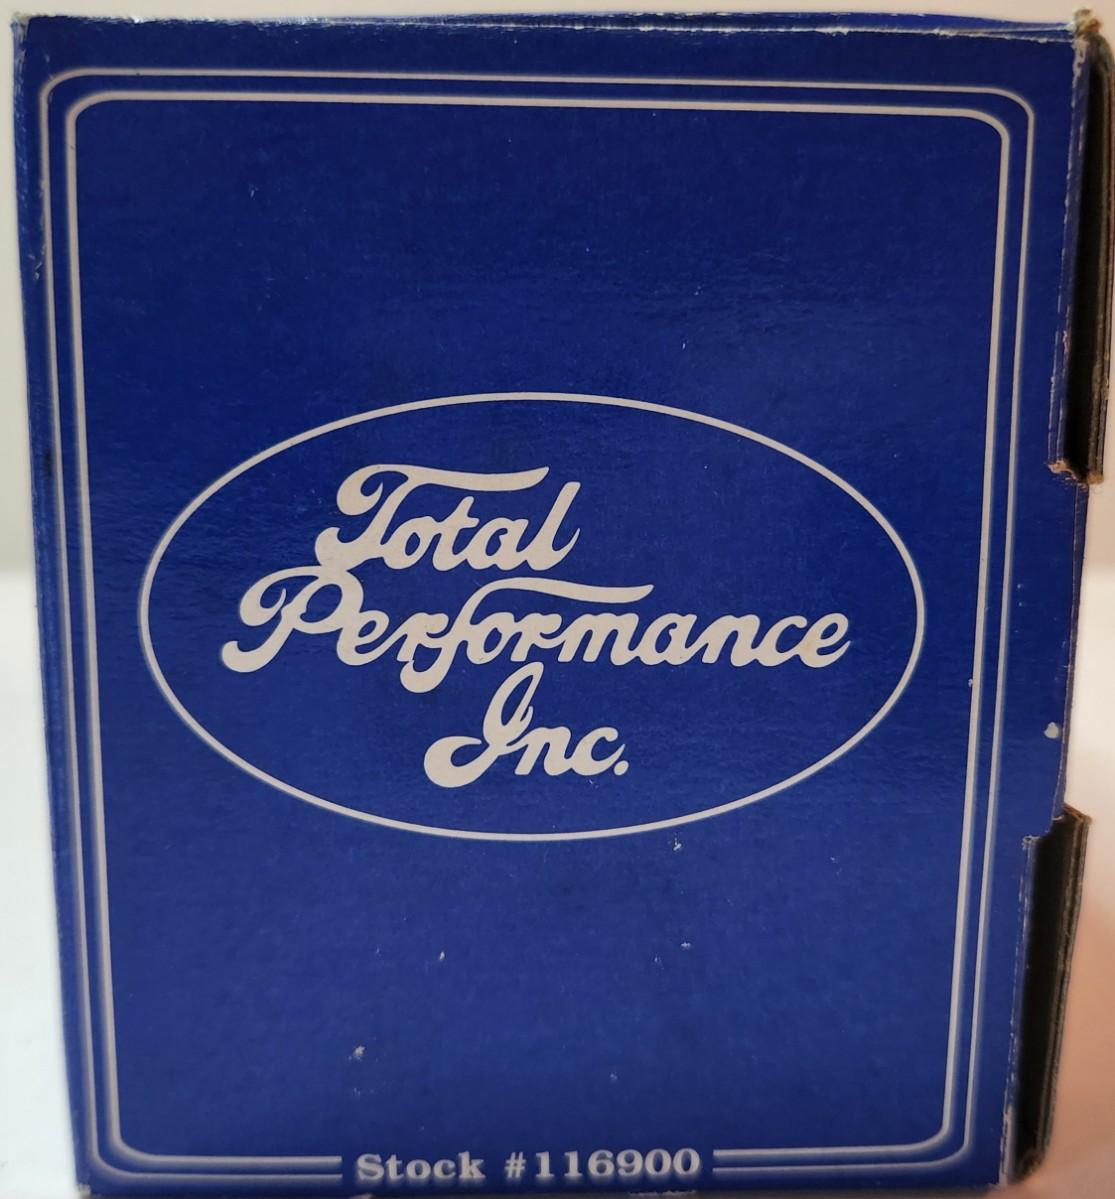 Total
Performance
Inc.
Stock #116900